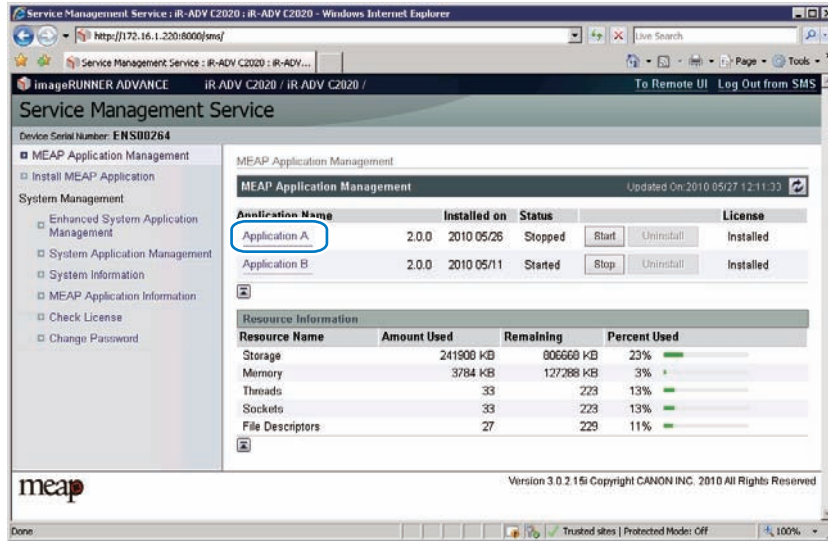 Service Management Service : iR-ADV C2020 : iR-ADV C2020 - Windows Internet Explorer
http://172.16.1.220:8000/sms/
Live Search
Service Management Service : iR-ADV C2020 : iR-ADV...
Page
Tools
imageRUNNER ADVANCE iR-ADV C2020 / iR-ADV C2020 /
To Remote UI Log Out from SMS
Service Management Service
Device Serial Number: ENS00264
MEAP Application Management
Install MEAP Application
System Management
Enhanced System Application Management
System Application Management
System Information
MEAP Application Information
Check License
Change Password
MEAP Application Management
MEAP Application Management Updated On:2010 05/27 12:11:33
Application Name Installed on Status License
Application A 2.0.0 2010 05/26 Stopped Start Uninstall Installed
Application B 2.0.0 2010 05/11 Started Stop Uninstall Installed
Resource Information
Resource Name Amount Used Remaining Percent Used
Storage 241908 KB 806668 KB 23%
Memory 3784 KB 127288 KB 3%
Threads 33 223 13%
Sockets 33 223 13%
File Descriptors 27 229 11%
meap
Version 3.0.2.15i Copyright CANON INC. 2010 All Rights Reserved
Done
Trusted sites | Protected Mode: Off
100%